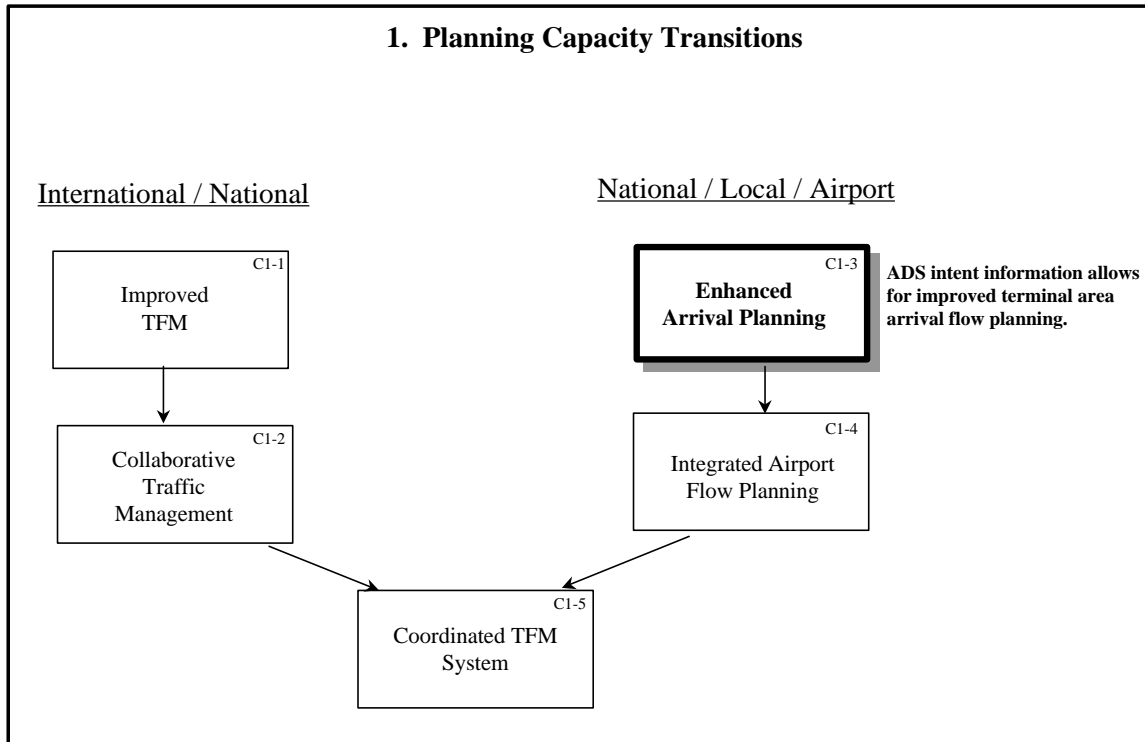 1. Planning Capacity Transitions
International / National
National / Local / Airport
C1-1
Improved
TFM
C1-3
Enhanced
Arrival Planning
ADS intent information allows
for improved terminal area
arrival flow planning.
C1-2
Collaborative
Traffic
Management
C1-4
Integrated Airport
Flow Planning
C1-5
Coordinated TFM
System